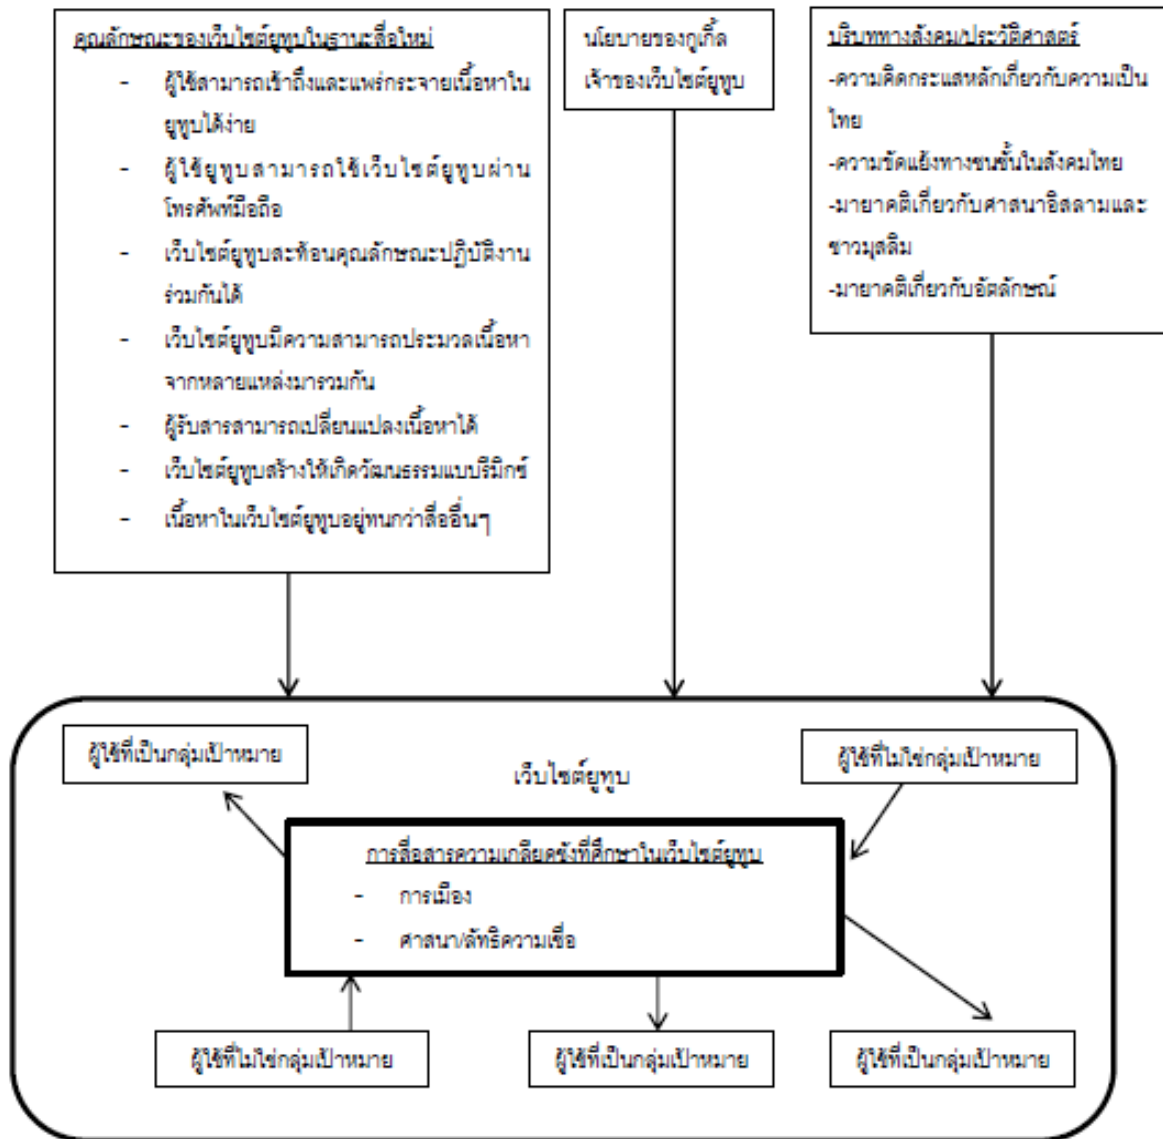 คุณลักษณะของเว็บไซต์ยูทูบในฐานะสื่อใหม่
- ผู้ใช้สามารถเข้าถึงและแพร่กระจายเนื้อหาใน
ยูทูบได้ง่าย
- ผู้ใช้ยูทูบสามารถใช้เว็บไซต์ยูทูบผ่าน
โทรศัพท์มือถือ
- เว็บไซต์ยูทูบสะท้อนคุณลักษณะปฏิบัติงาน
ร่วมกันได้
- เว็บไซต์ยูทูบมีความสามารถประมวลเนื้อหา
จากหลายแหล่งมารวมกัน
- ผู้รับสารสามารถเปลี่ยนแปลงเนื้อหาได้
- เว็บไซต์ยูทูบสร้างให้เกิดวัฒนธรรมแบบรีมิกซ์
- เนื้อหาในเว็บไซต์ยูทูบอยู่ทนกว่าสื่ออื่นๆ
นโยบายของกูเกิ้ล
เจ้าของเว็บไซต์ยูทูบ
บริบททางสังคม/ประวัติศาสตร์
-ความคิดกระแสหลักเกี่ยวกับความเป็น
ไทย
-ความขัดแย้งทางชนชั้นในสังคมไทย
-มายาคติเกี่ยวกับศาสนาอิสลามและ
ชาวมุสลิม
-มายาคติเกี่ยวกับอัตลักษณ์
ผู้ใช้ที่เป็นกลุ่มเป้าหมาย
เว็บไซต์ยูทูบ
ผู้ใช้ที่ไม่ใช่กลุ่มเป้าหมาย
การสื่อสารความเกลียดชังที่ศึกษาในเว็บไซต์ยูทูบ
- การเมือง
- ศาสนา/ลัทธิความเชื่อ
ผู้ใช้ที่ไม่ใช่กลุ่มเป้าหมาย
ผู้ใช้ที่เป็นกลุ่มเป้าหมาย
ผู้ใช้ที่เป็นกลุ่มเป้าหมาย